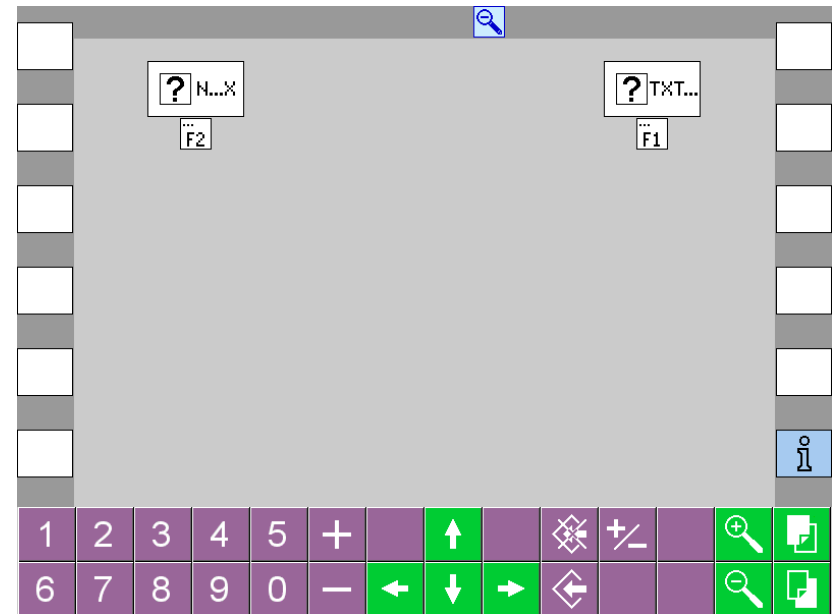 ? N...X
? TXT...
... F2
... F1
i
1 2 3 4 5 + +/-
6 7 8 9 0 -